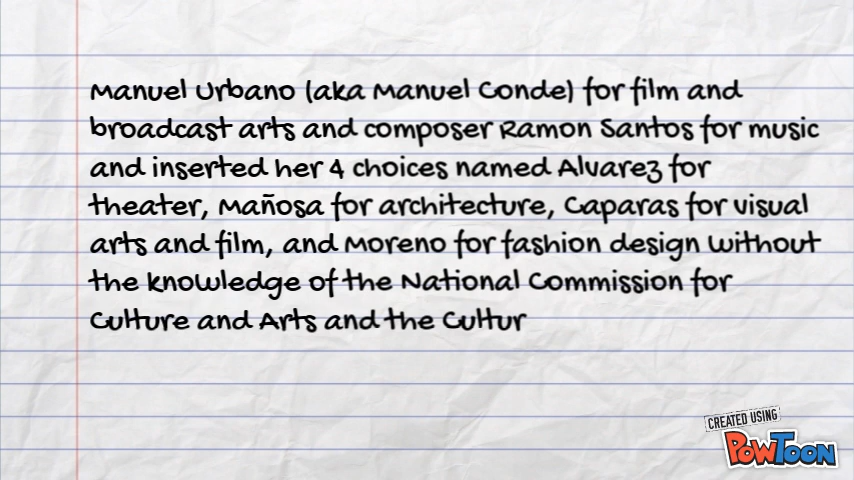 Manuel Urbano (aka Manuel Conde) for film and
broadcast arts and composer Ramon Santos for music
and inserted her 4 choices named Alvarez for
theater, Mañosa for architecture, Caparas for visual
arts and film, and Moreno for fashion design without
the knowledge of the National Commission for
Culture and Arts and the Cultur
CREATED USING
POWTOON